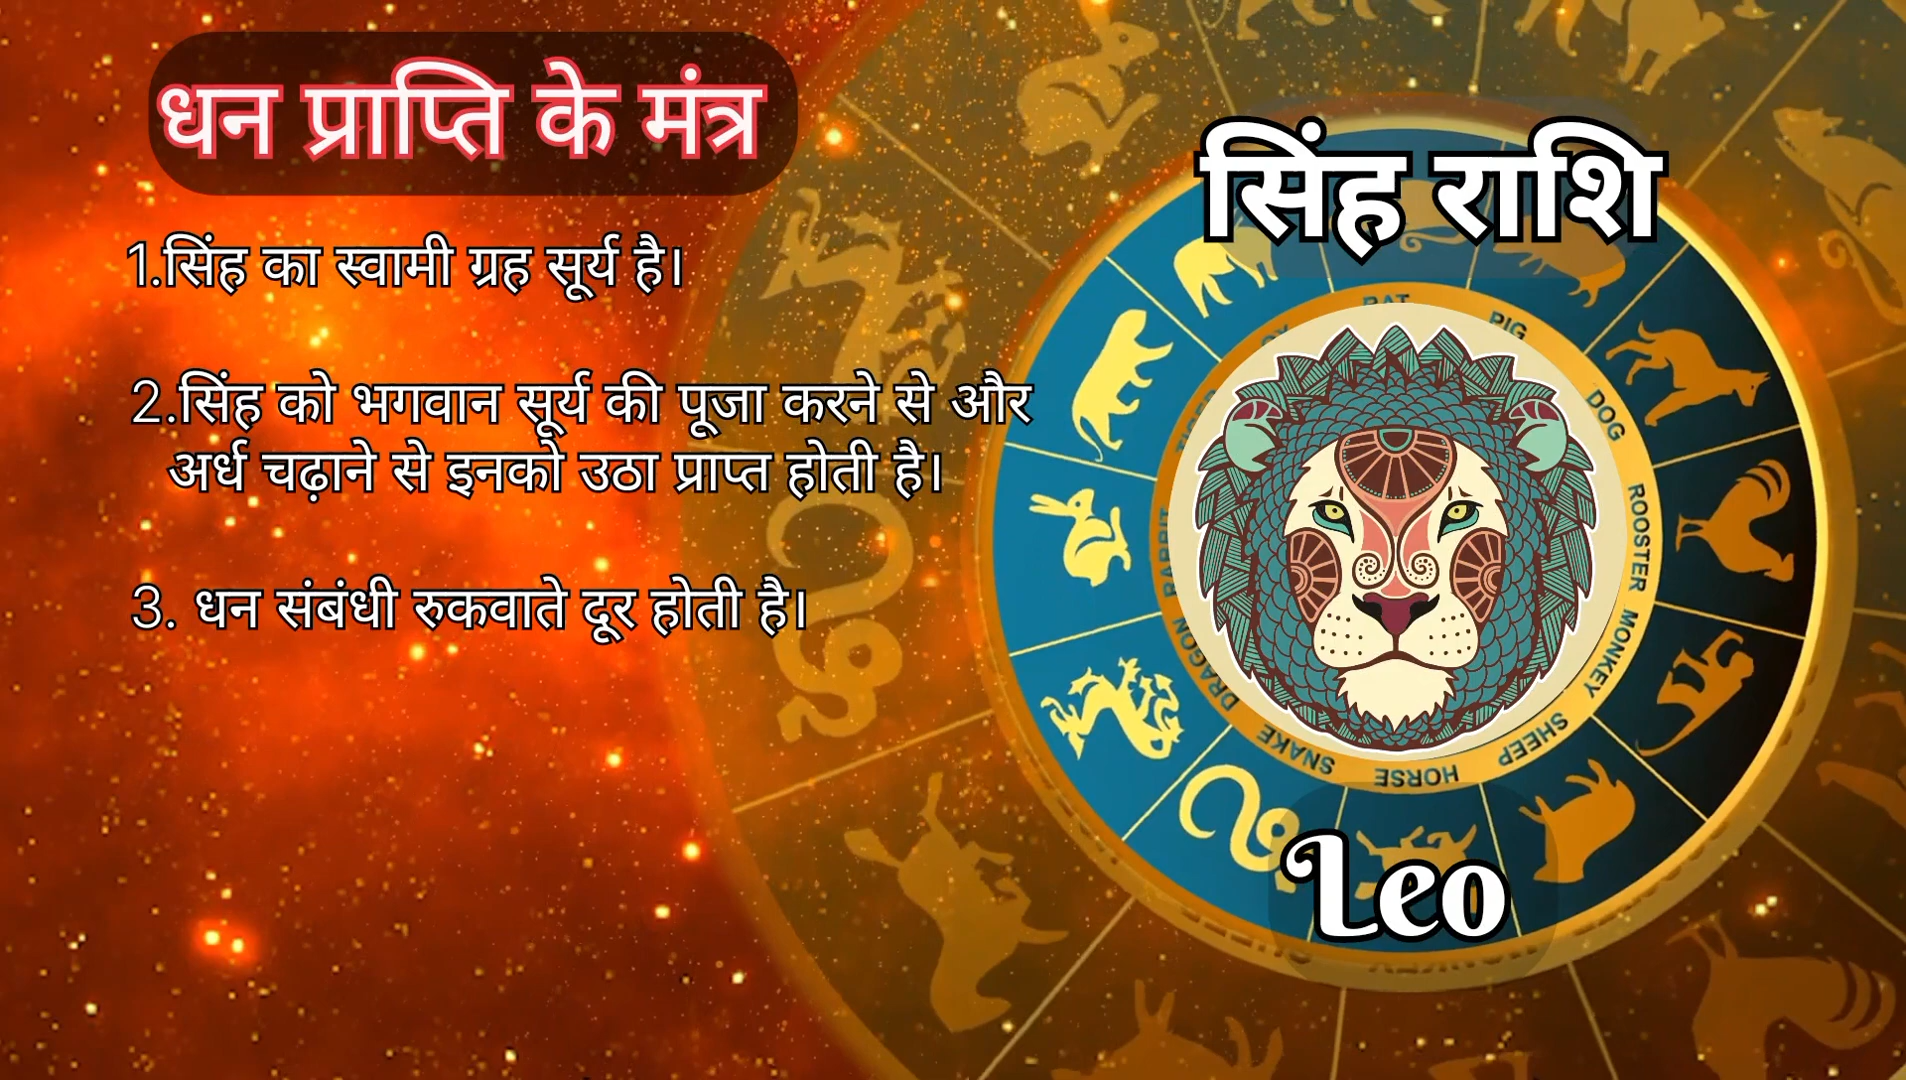 धन प्राप्ति के मंत्र
सिंह राशि
1.सिंह का स्वामी ग्रह सूर्य है।
2.सिंह को भगवान सूर्य की पूजा करने से और
अर्ध चढ़ाने से इनको उठा प्राप्त होती है।
3. धन संबंधी रुकवाते दूर होती है।
RAT
PIG
DOG
ROOSTER
MONKEY
SHEEP
HORSE
SNAKE
DRAGON
RABBIT
Leo